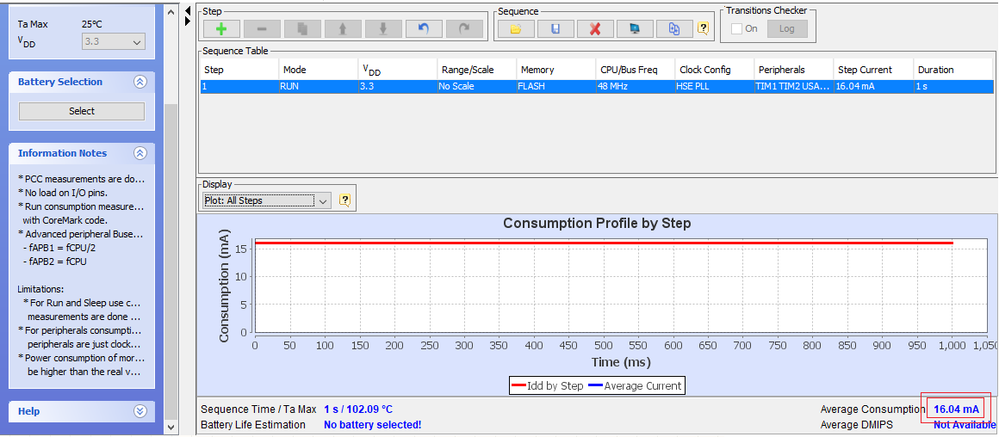 Ta Max 25°C
VDD 3.3
Battery Selection
Select
Information Notes
* PCC measurements are do...
* No load on I/O pins.
* Run consumption measure...
with CoreMark code.
* Advanced peripheral Buse...
- fAPB1 = fCPU/2
- fAPB2 = fCPU
Limitations:
* For Run and Sleep use c...
measurements are done ...
* For peripherals consumpti...
peripherals are just clock...
* Power consumption of mor...
be higher than the real v...
Help
Step
Sequence
Transitions Checker
On Log
Sequence Table
Step Mode VDD Range/Scale Memory CPU/Bus Freq Clock Config Peripherals Step Current Duration
1 RUN 3.3 No Scale FLASH 48 MHz HSE PLL TIM1 TIM2 USA... 16.04 mA 1 s
Display
Plot: All Steps
Consumption Profile by Step
Consumption (mA)
15
10
5
0
0 50 100 150 200 250 300 350 400 450 500 550 600 650 700 750 800 850 900 950 1,000 1,050
Time (ms)
Idd by Step Average Current
Sequence Time / Ta Max 1 s / 102.09 °C Average Consumption 16.04 mA
Battery Life Estimation No battery selected! Average DMIPS Not Available